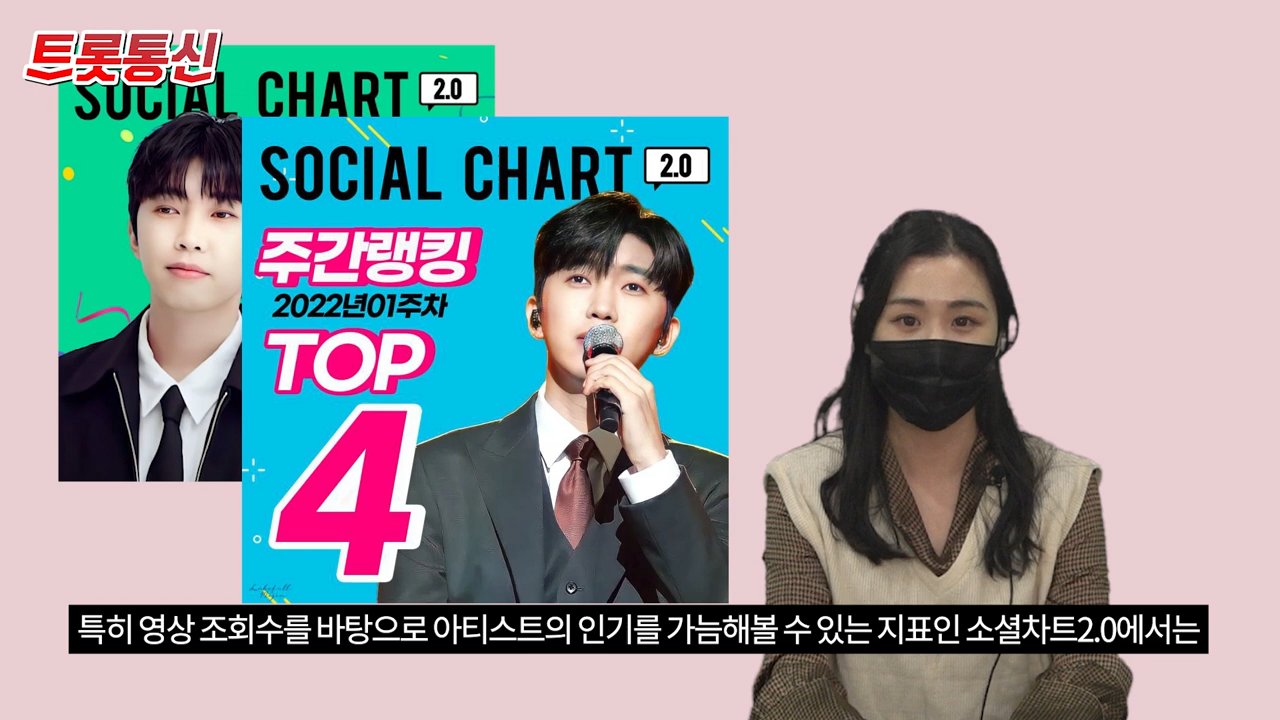 트롯통신
SOCIAL CHART 2.0
SOCIAL CHART 2.0
주간랭킹
2022년01주차
TOP
4
특히 영상 조회수를 바탕으로 아티스트의 인기를 가늠해볼 수 있는 지표인 소셜차트2.0에서는